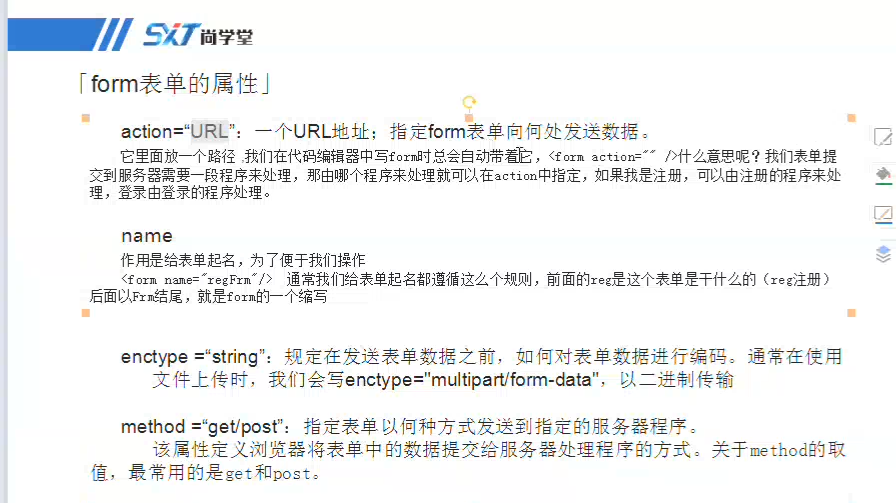 SXT 尚学堂
「form表单的属性」
action=“URL”：一个URL地址；指定form表单向何处发送数据。
它里面放一个路径，我们在代码编辑器中写form时总会自动带着它，<form action="" />什么意思呢？我们表单提
交到服务器需要一段程序来处理，那由哪个程序来处理就可以在action中指定，如果我是注册，可以由注册的程序来处
理，登录由登录的程序处理。
name
作用是给表单起名，为了便于我们操作
<form name="regFrm"/> 通常我们给表单起名都遵循这么个规则，前面的reg是这个表单是干什么的（reg注册）
后面以Frm结尾，就是form的一个缩写
enctype =“string”：规定在发送表单数据之前，如何对表单数据进行编码。通常在使用
文件上传时，我们会写enctype="multipart/form-data"，以二进制传输
method =“get/post”：指定表单以何种方式发送到指定的服务器程序。
该属性定义浏览器将表单中的数据提交给服务器处理程序的方式。关于method的取
值，最常用的是get和post。